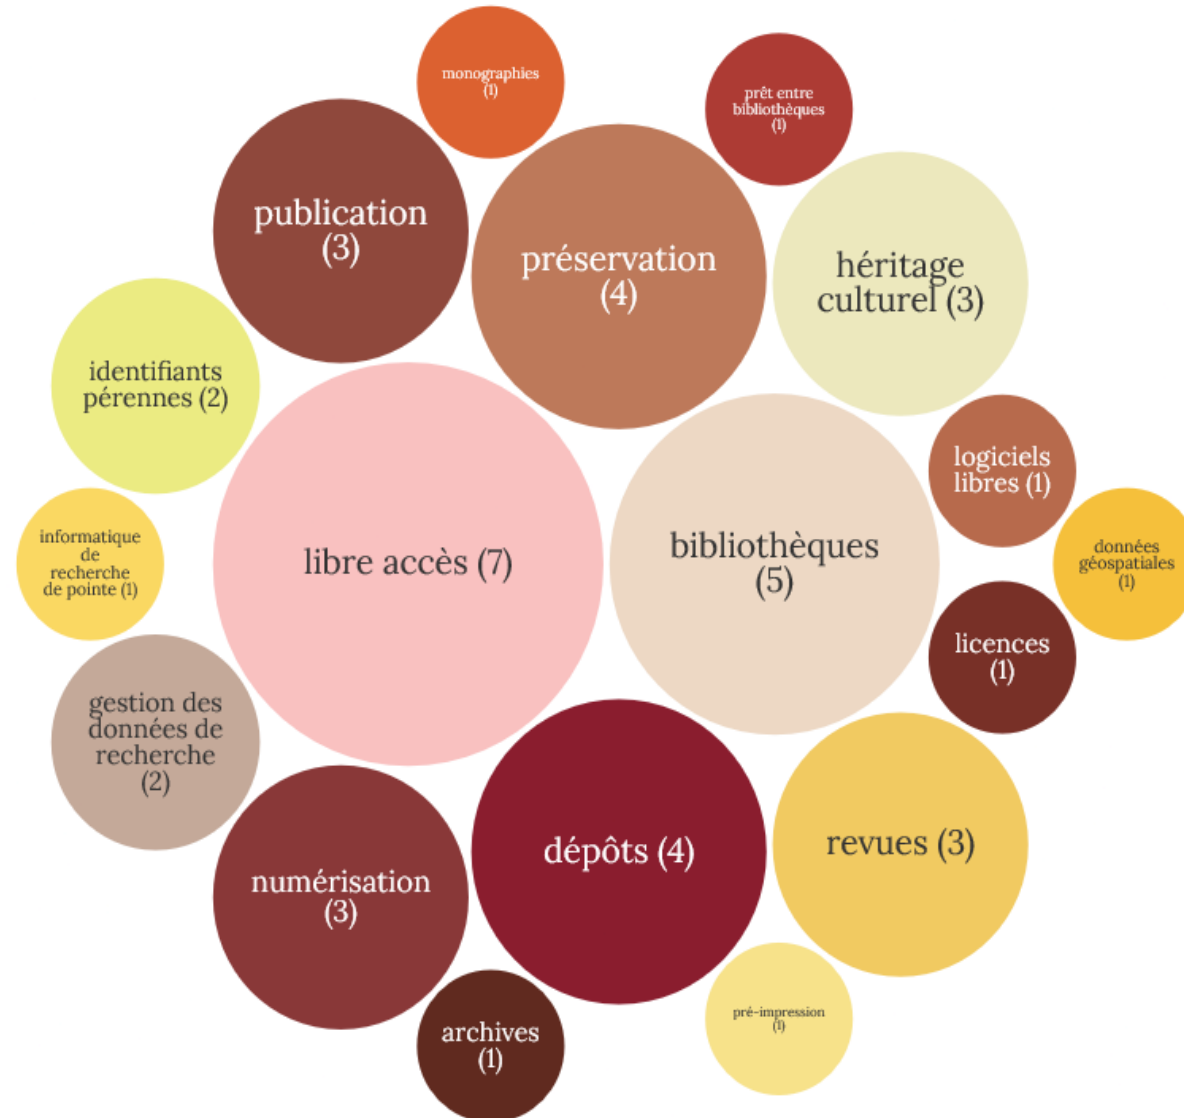 monographies
(1)
prêt entre
bibliothèques
(1)
publication
(3)
préservation
(4)
héritage
culturel (3)
identifiants
pérennes (2)
logiciels
libres (1)
informatique
de
recherche
de pointe (1)
libre accès (7)
bibliothèques
(5)
données
géospatiales
(1)
licences
(1)
gestion des
données de
recherche
(2)
numérisation
(3)
dépôts (4)
revues (3)
archives
(1)
pré-impression
(1)